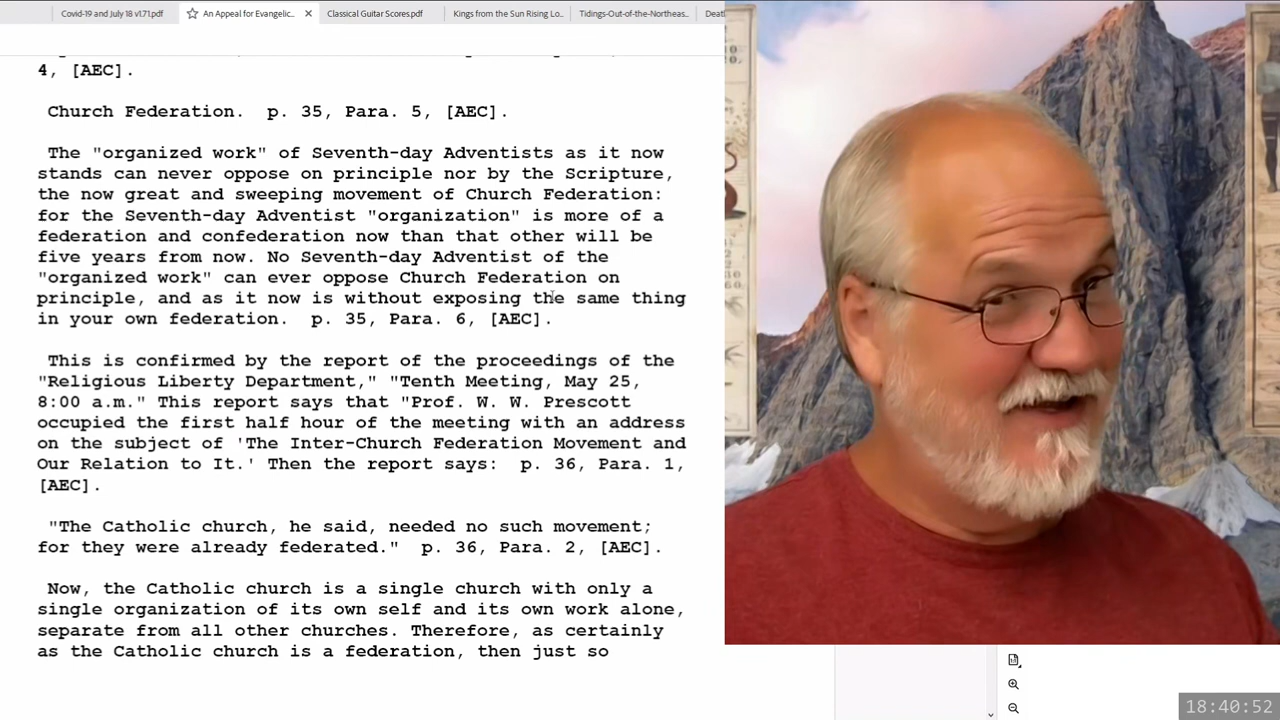 Covid-19 and July 18 v1.71.pdf
An Appeal for Evangelic...
Classical Guitar Scores.pdf
Kings from the Sun Rising Lo...
Tidings-Out-of-the-Northeas...
4, [AEC].
Church Federation. p. 35, Para. 5, [AEC].
The "organized work" of Seventh-day Adventists as it now
stands can never oppose on principle nor by the Scripture,
the now great and sweeping movement of Church Federation:
for the Seventh-day Adventist "organization" is more of a
federation and confederation now than that other will be
five years from now. No Seventh-day Adventist of the
"organized work" can ever oppose Church Federation on
principle, and as it now is without exposing the same thing
in your own federation. p. 35, Para. 6, [AEC].
This is confirmed by the report of the proceedings of the
"Religious Liberty Department," "Tenth Meeting, May 25,
8:00 a.m." This report says that "Prof. W. W. Prescott
occupied the first half hour of the meeting with an address
on the subject of 'The Inter-Church Federation Movement and
Our Relation to It.' Then the report says: p. 36, Para. 1,
[AEC].
"The Catholic church, he said, needed no such movement;
for they were already federated." p. 36, Para. 2, [AEC].
Now, the Catholic church is a single church with only a
single organization of its own self and its own work alone,
separate from all other churches. Therefore, as certainly
as the Catholic church is a federation, then just so
18:40:52